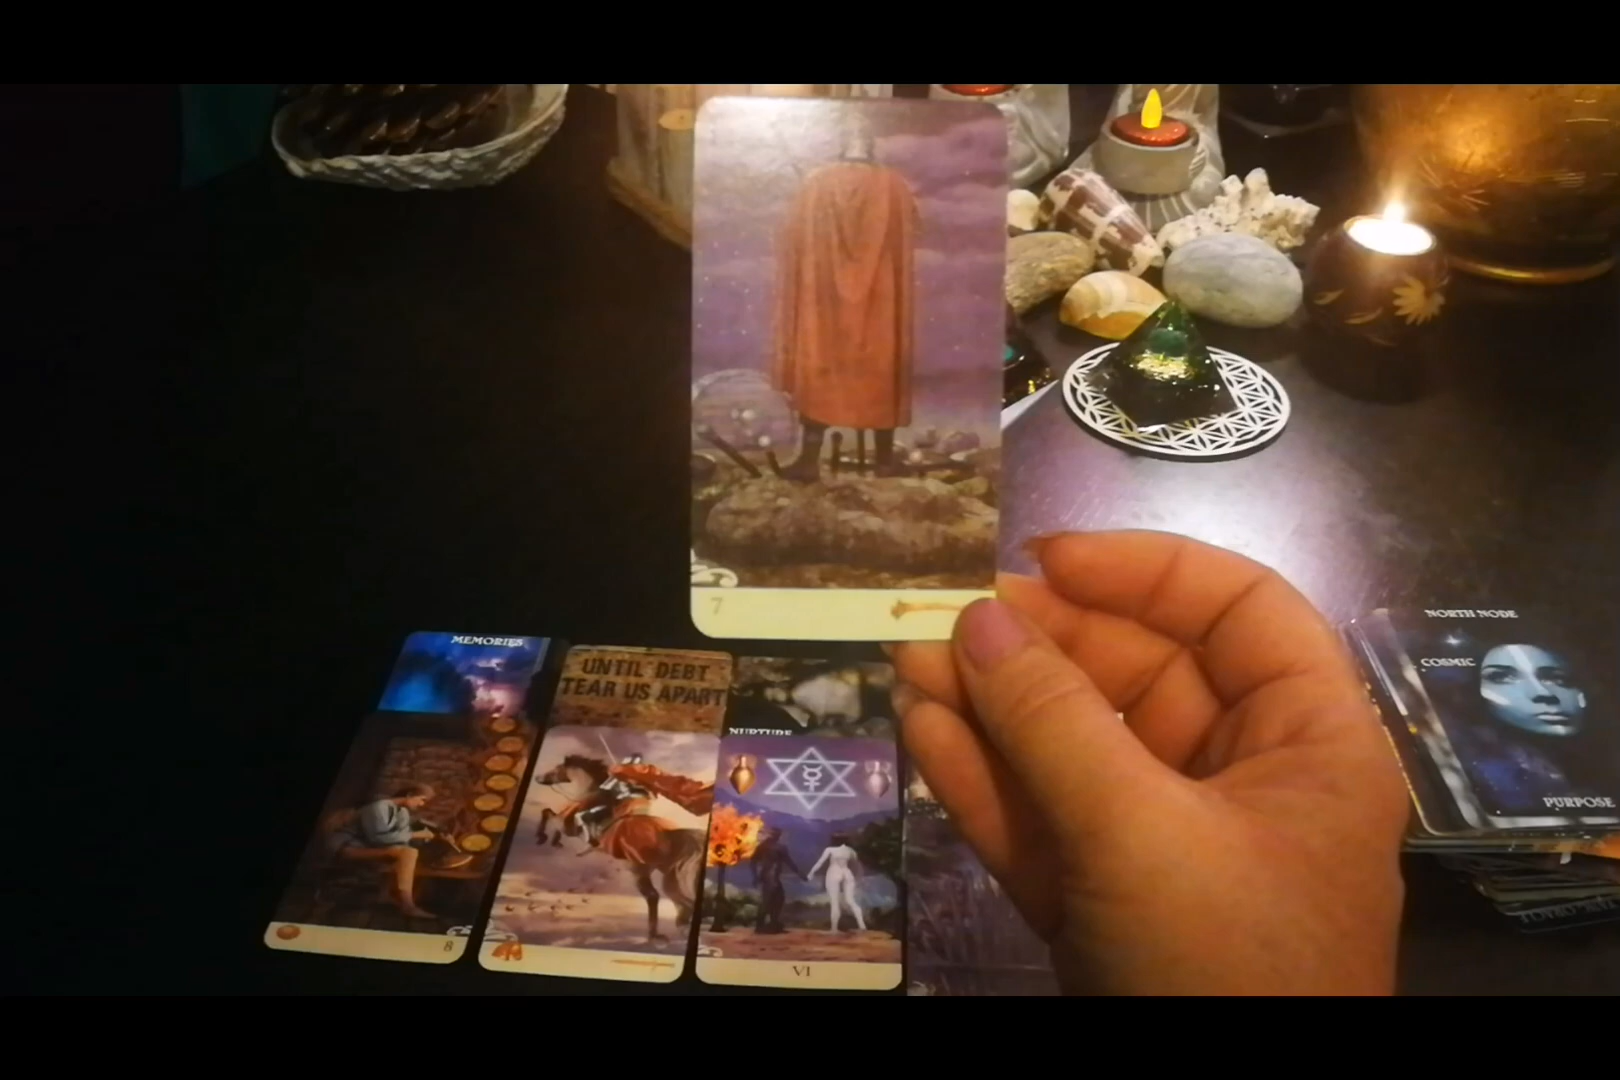 7
MEMORIES
UNTIL DEBT
TEAR US APART
NURTURE
8
VI
NORTH NODE
COSMIC
PURPOSE